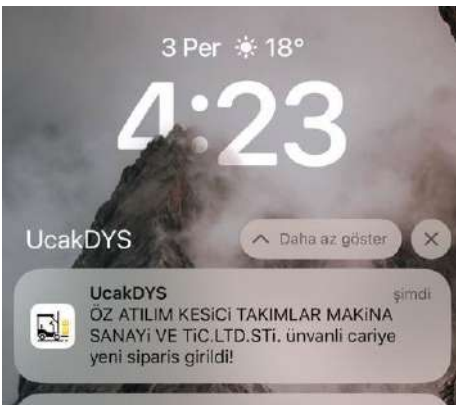 3 Per ☀ 18°
4:23
UcakDYS
Daha az göster
UcakDYS
şimdi
ÖZ ATILIM KESiCi TAKIMLAR MAKiNA
SANAYi VE TiC.LTD.STi. ünvanli cariye
yeni siparis girildi!